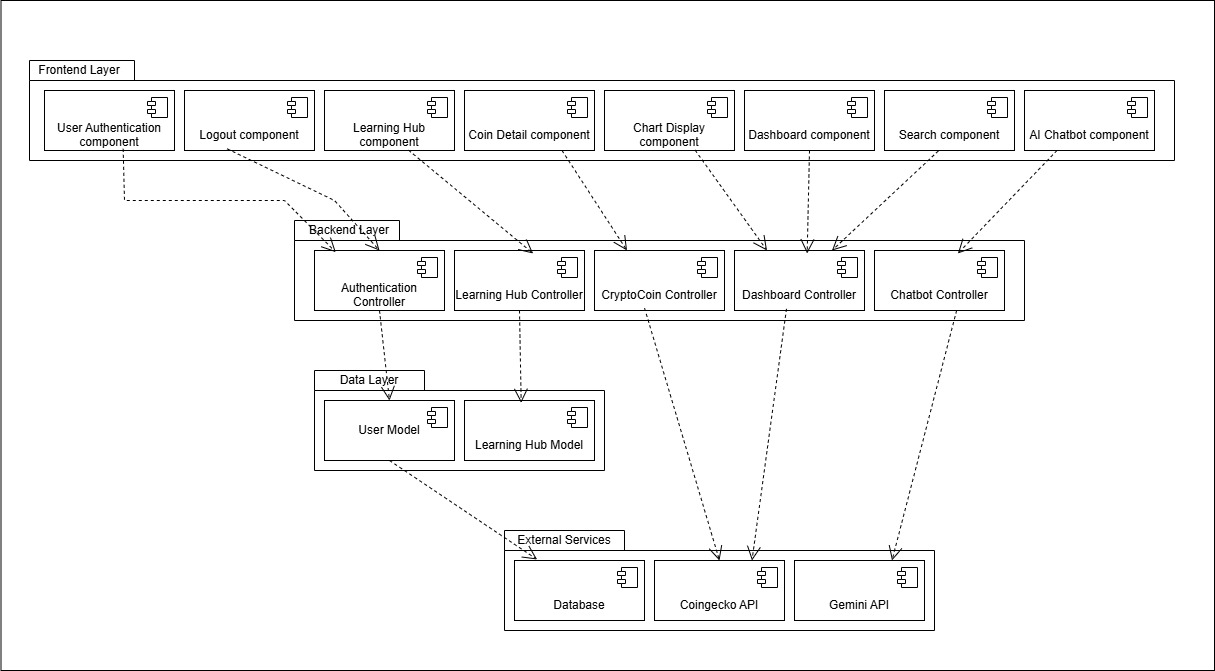 Frontend Layer
User Authentication
component
Logout component
Learning Hub
component
Coin Detail component
Chart Display
component
Dashboard component
Search component
AI Chatbot component
Backend Layer
Authentication
Controller
Learning Hub Controller
CryptoCoin Controller
Dashboard Controller
Chatbot Controller
Data Layer
User Model
Learning Hub Model
External Services
Database
Coingecko API
Gemini API